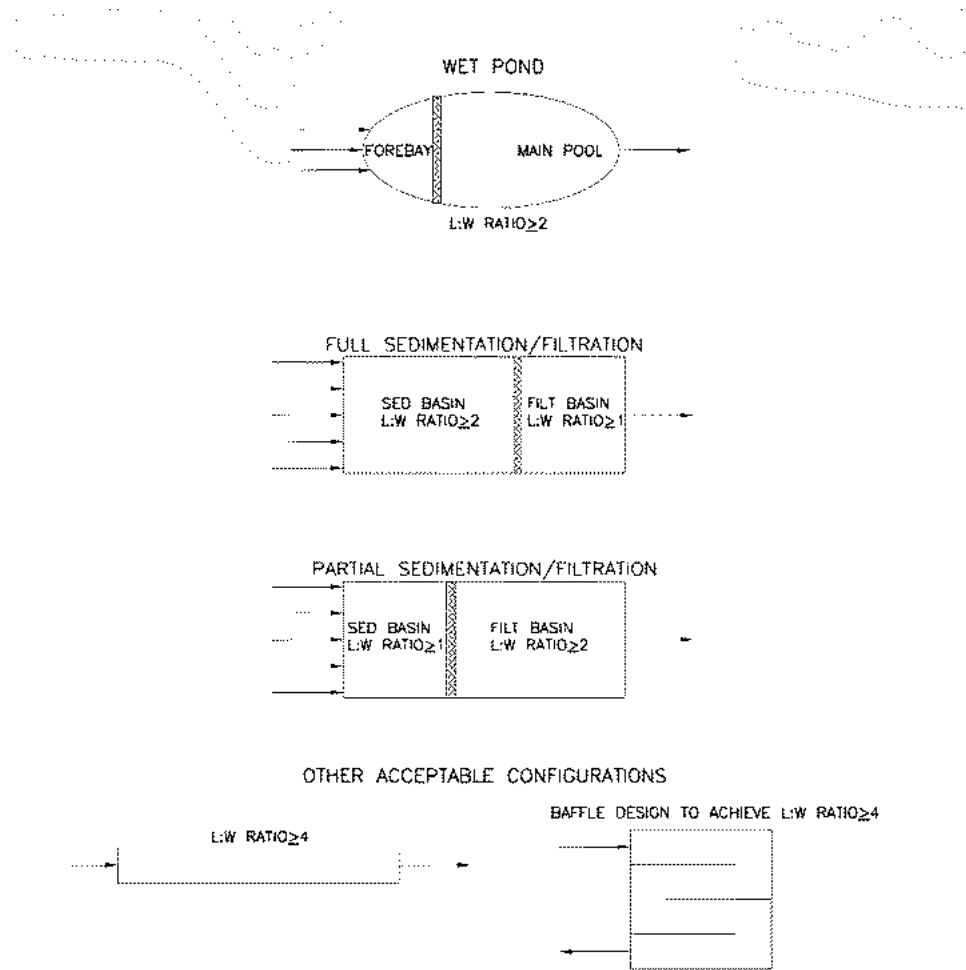 WET POND
FOREBAY
MAIN POOL
L:W RATIO≥2
FULL SEDIMENTATION/FILTRATION
SED BASIN
L:W RATIO≥2
FILT BASIN
L:W RATIO≥1
PARTIAL SEDIMENTATION/FILTRATION
SED BASIN
L:W RATIO≥1
FILT BASIN
L:W RATIO≥2
OTHER ACCEPTABLE CONFIGURATIONS
L:W RATIO≥4
BAFFLE DESIGN TO ACHIEVE L:W RATIO≥4